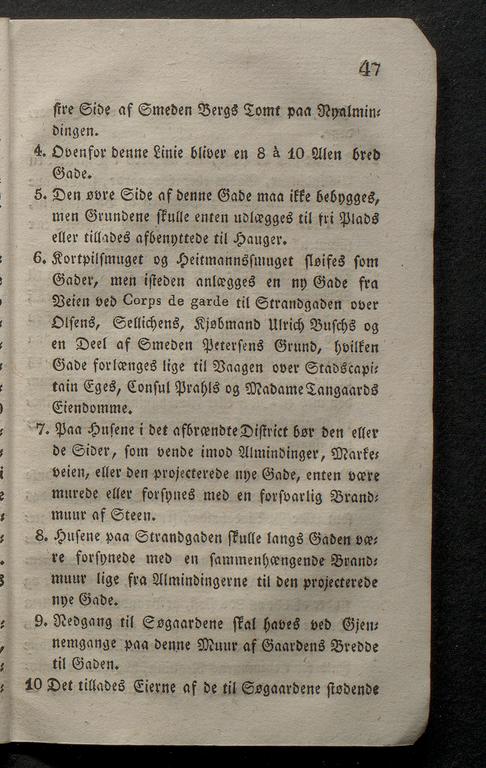 47
stre Side af Smeden Bergs Tomt paa Nyalmin⸗
dingen.
4. Ovenfor denne Linie bliver en 8 à 10 Alen bred
Gade.
5. Den øvre Side af denne Gade maa ikke bebygges,
men Grundene skulle enten udlægges til fri Plads
eller tillades afbenyttede til Hauger.
6. Kortpilsmuget og Heitmannssmuget sløifes som
Gader, men isteden anlægges en ny Gade fra
Veien ved Corps de garde til Strandgaden over
Olsens, Sellichens, Kjøbmand Ulrich Buschs og
en Deel af Smeden Petersens Grund, hvilken
Gade forlænges lige til Vaagen over Stadscapi⸗
tain Eges, Consul Prahls og Madame Tangaards
Eiendomme.
7. Paa Husene i det afbrændte District bør den eller
de Sider, som vende imod Almindinger, Marke⸗
veien, eller den projecterede nye Gade, enten være
murede eller forsynes med en forsvarlig Brand⸗
muur af Steen.
8. Husene paa Strandgaden skulle langs Gaden væ⸗
re forsynede med en sammenhængende Brand⸗
muur lige fra Almindingerne til den projecterede
nye Gade.
9. Nedgang til Søgaardene skal haves ved Gjen⸗
nemgange paa denne Muur af Gaardens Bredde
til Gaden.
10 Det tillades Eierne af de til Søgaardene stødende